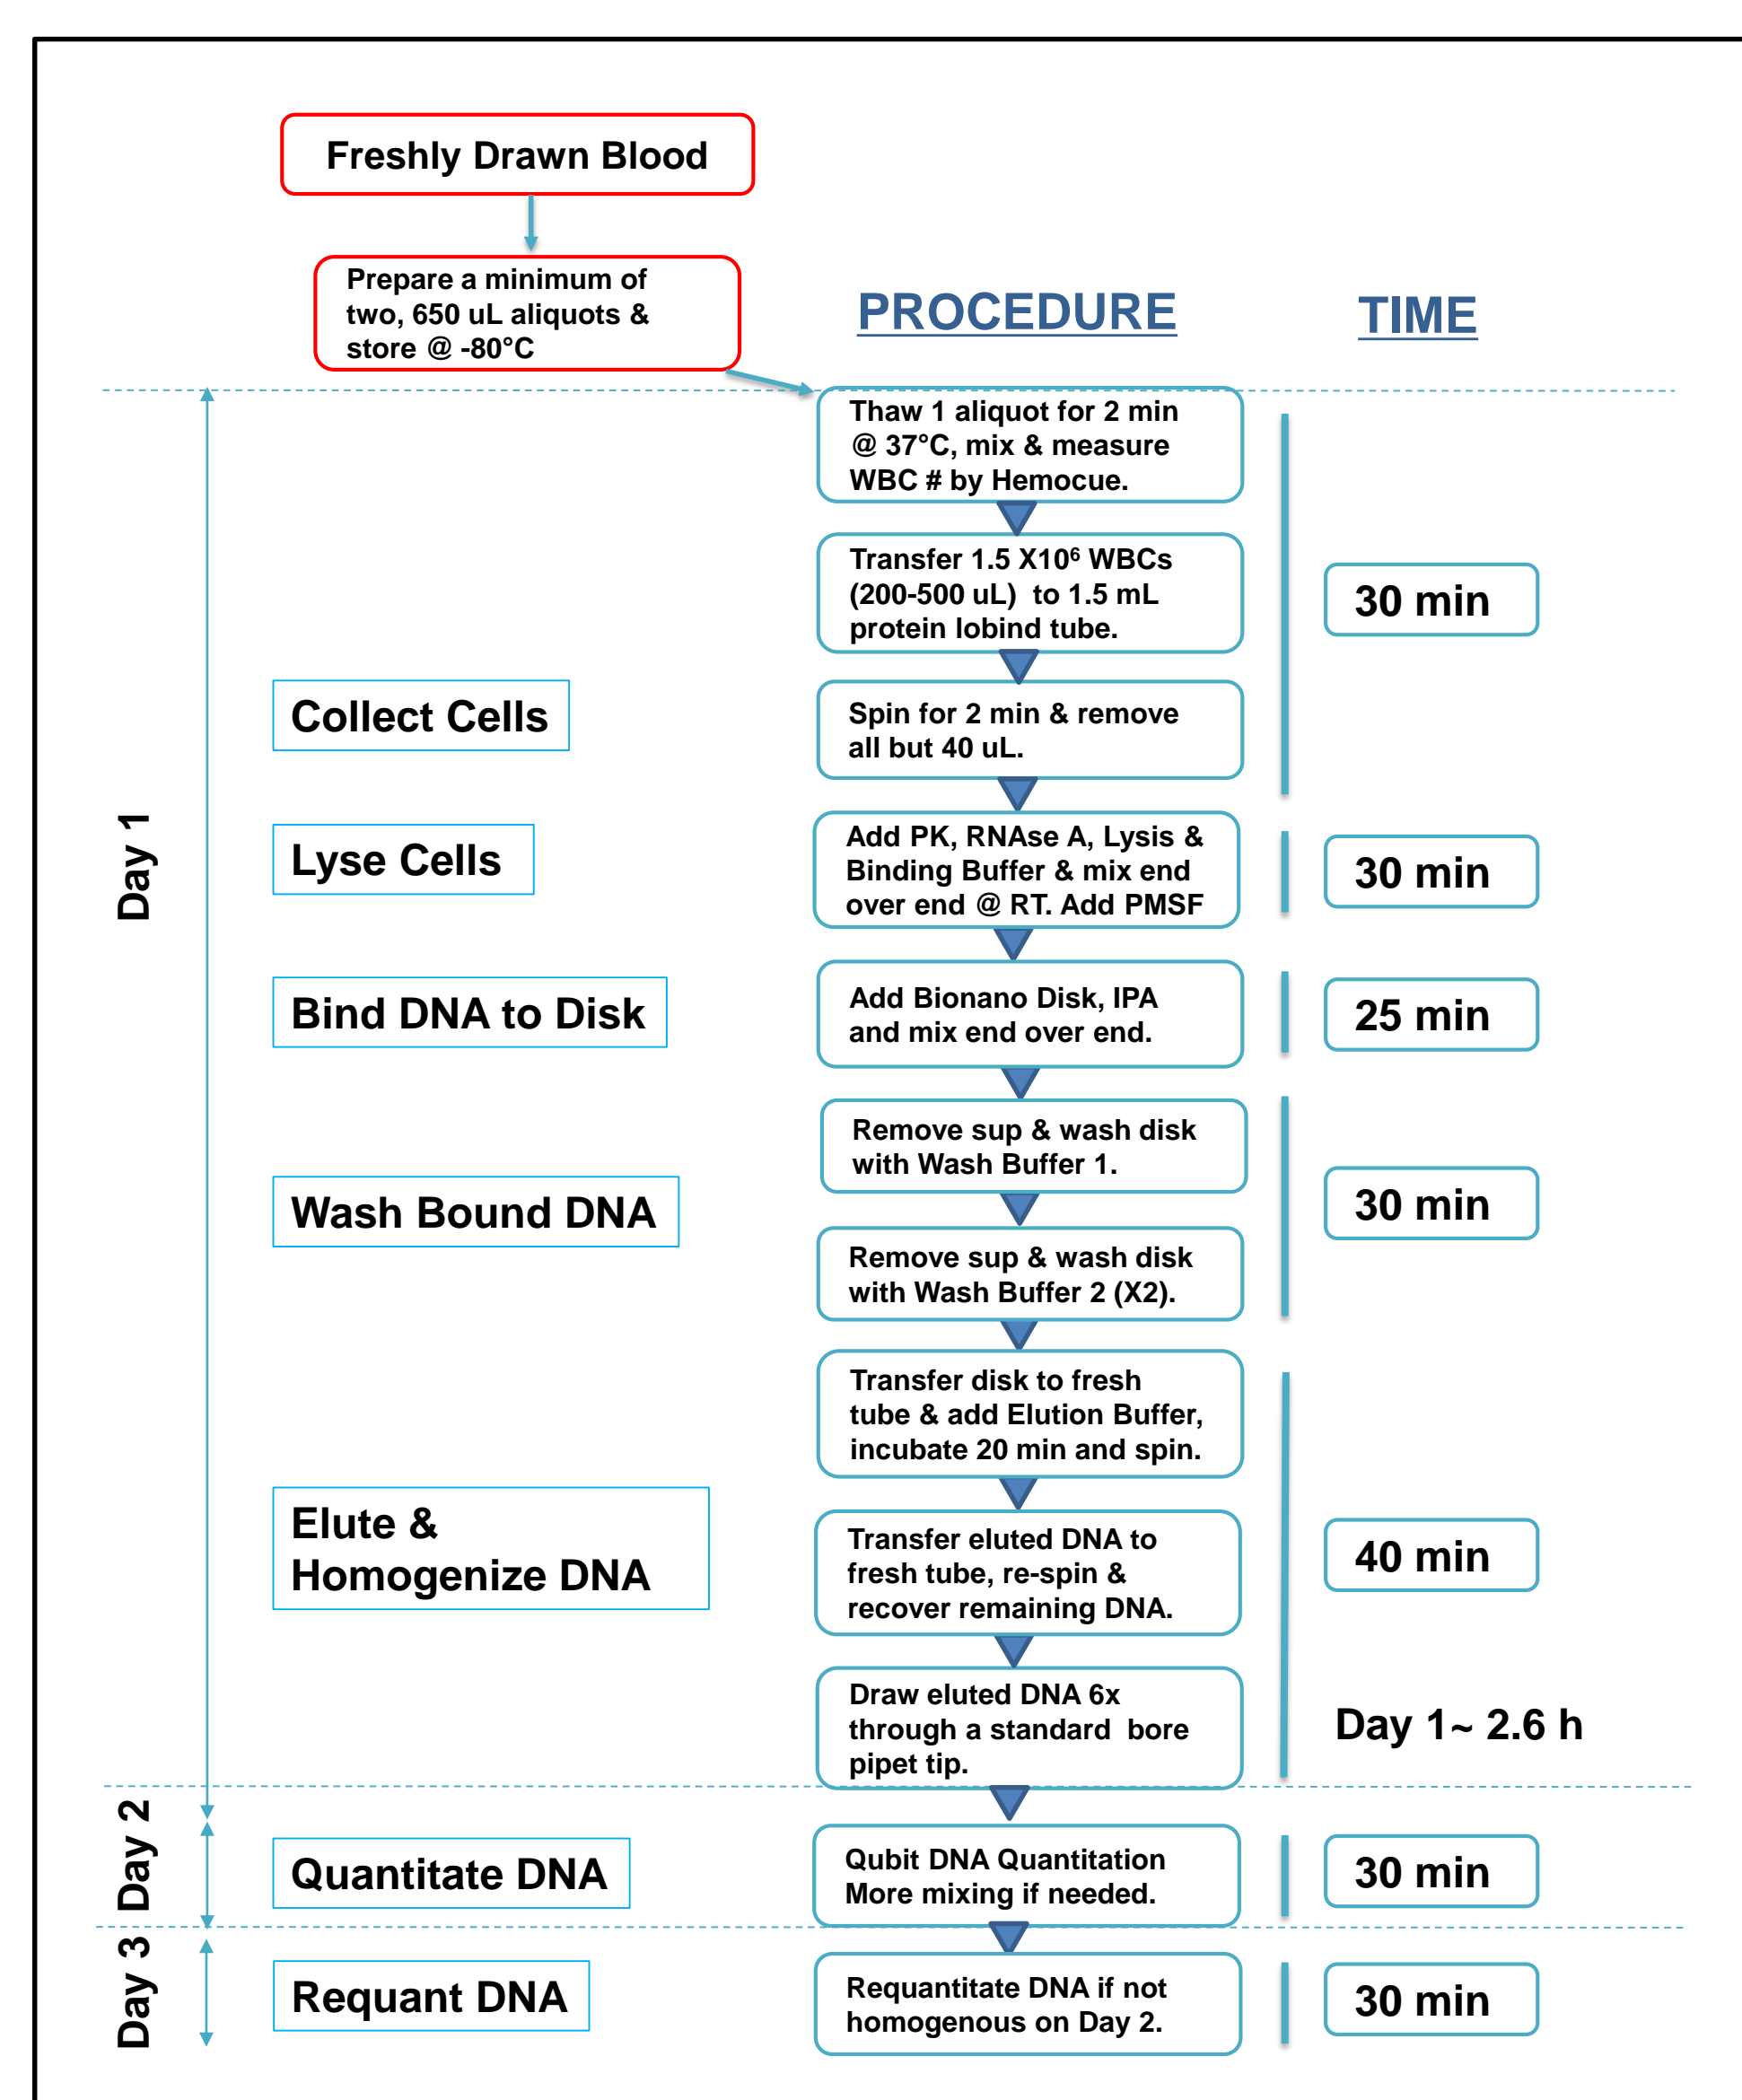 Freshly Drawn Blood
Prepare a minimum of
two, 650 uL aliquots &
store @ -80°C
PROCEDURE
TIME
Day 1
Thaw 1 aliquot for 2 min
@ 37°C, mix & measure
WBC # by Hemocue.
Transfer 1.5 X10⁶ WBCs
(200-500 uL) to 1.5 mL
protein lobind tube.
30 min
Collect Cells
Spin for 2 min & remove
all but 40 uL.
Lyse Cells
Add PK, RNAse A, Lysis &
Binding Buffer & mix end
over end @ RT. Add PMSF
30 min
Bind DNA to Disk
Add Bionano Disk, IPA
and mix end over end.
25 min
Remove sup & wash disk
with Wash Buffer 1.
Wash Bound DNA
30 min
Remove sup & wash disk
with Wash Buffer 2 (X2).
Transfer disk to fresh
tube & add Elution Buffer,
incubate 20 min and spin.
Elute &
Homogenize DNA
Transfer eluted DNA to
fresh tube, re-spin &
recover remaining DNA.
40 min
Draw eluted DNA 6x
through a standard bore
pipet tip.
Day 1~ 2.6 h
Day 2
Quantitate DNA
Qubit DNA Quantitation
More mixing if needed.
30 min
Day 3
Requant DNA
Requantitate DNA if not
homogenous on Day 2.
30 min